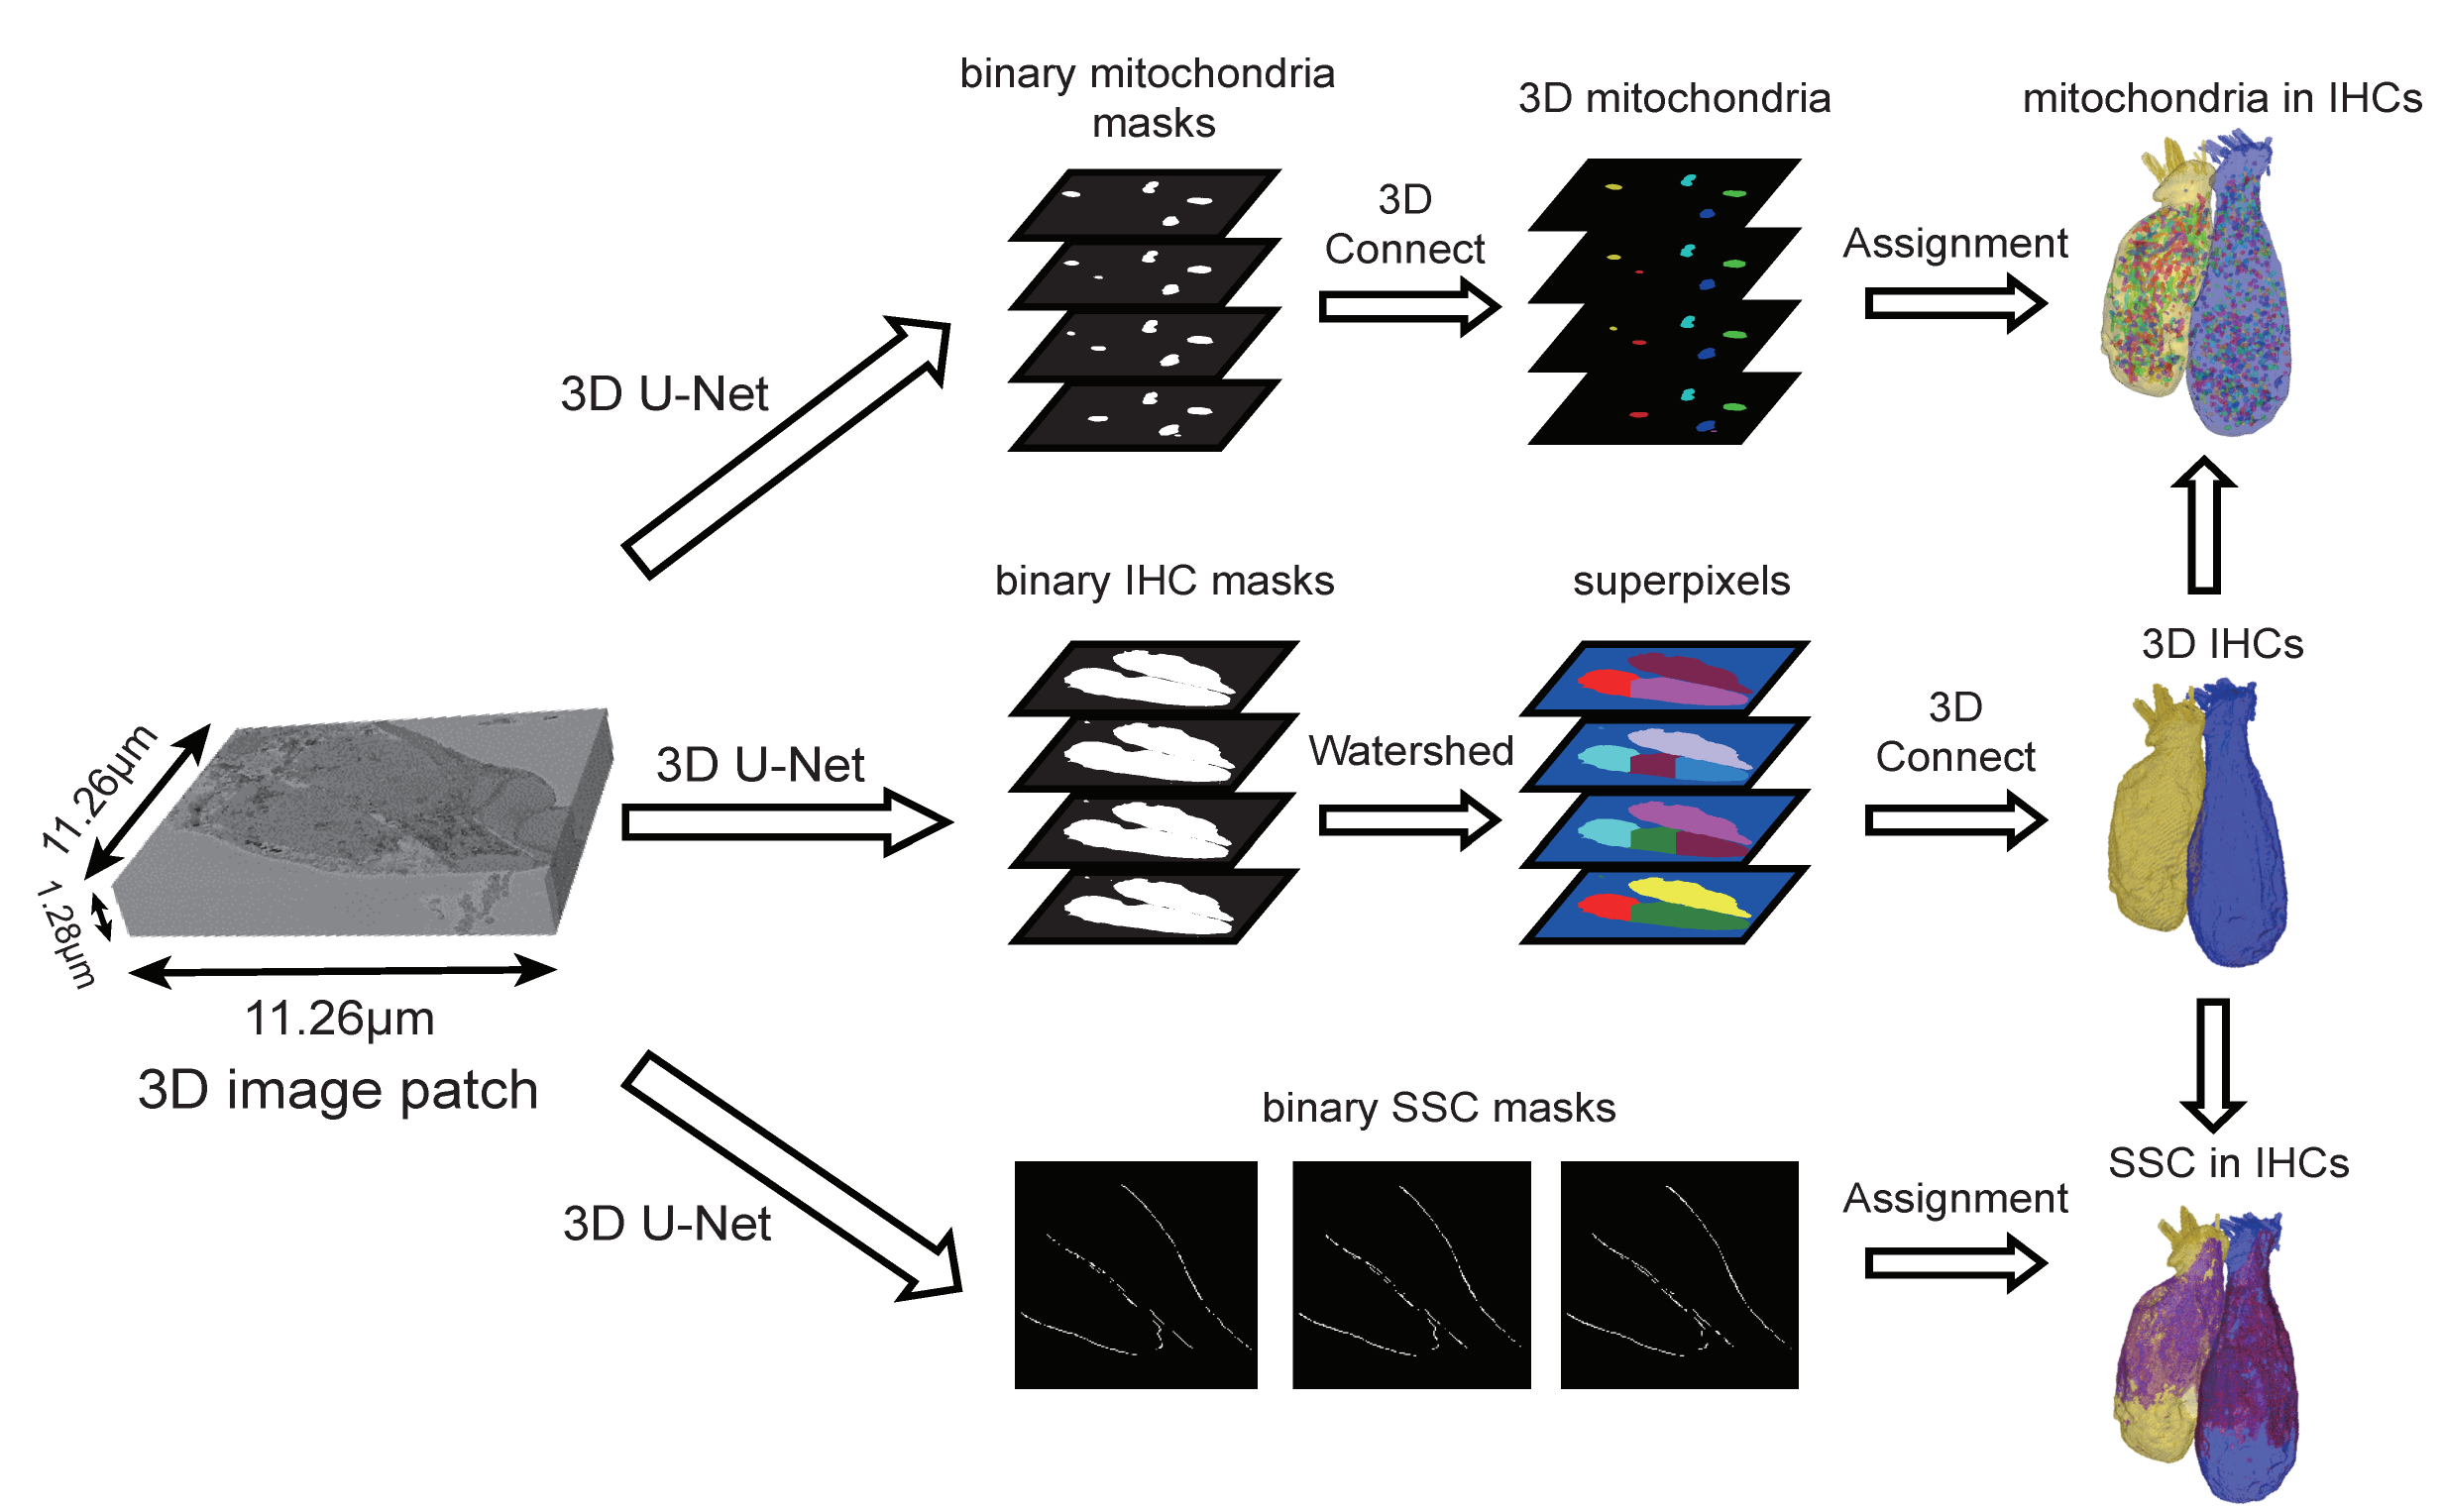 binary mitochondria
masks
3D mitochondria
mitochondria in IHCs
3D
Connect
Assignment
3D U-Net
binary IHC masks
superpixels
3D IHCs
11.26µm
1.28µm
11.26µm
3D image patch
3D U-Net
Watershed
3D
Connect
binary SSC masks
SSC in IHCs
3D U-Net
Assignment